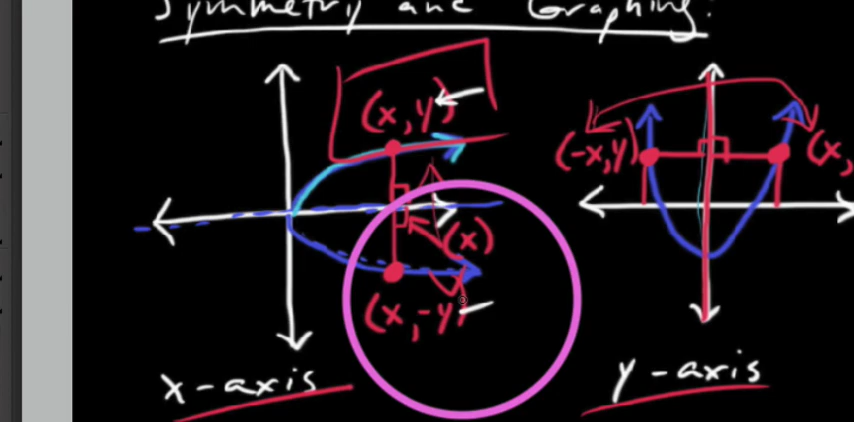 Symmetry and Graphing:
(x,y)
(-x,y) (x,
(x)
(x,-y)
x-axis y-axis